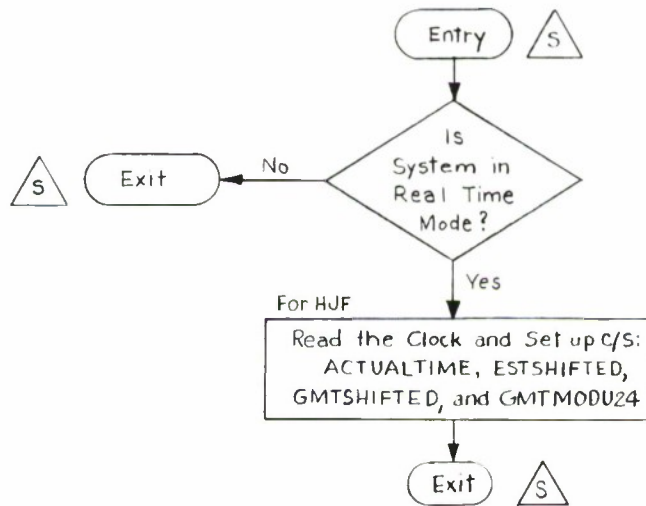 Entry
S
Is
System in
Real Time
Mode?
No
Exit
S
Yes
For HJF
Read the Clock and Set up C/S:
ACTUALTIME, ESTSHIFTED,
GMTSHIFTED, and GMTMODU24
Exit
S